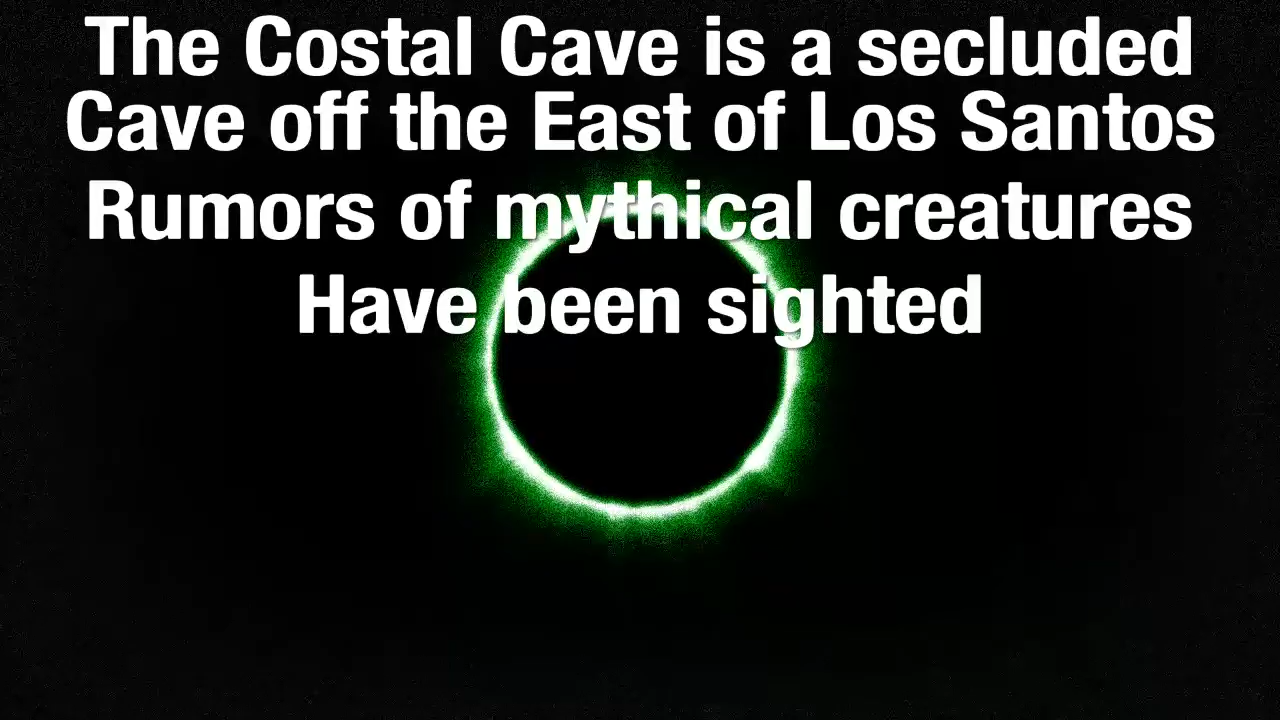 The Costal Cave is a secluded
Cave off the East of Los Santos
Rumors of mythical creatures
Have been sighted